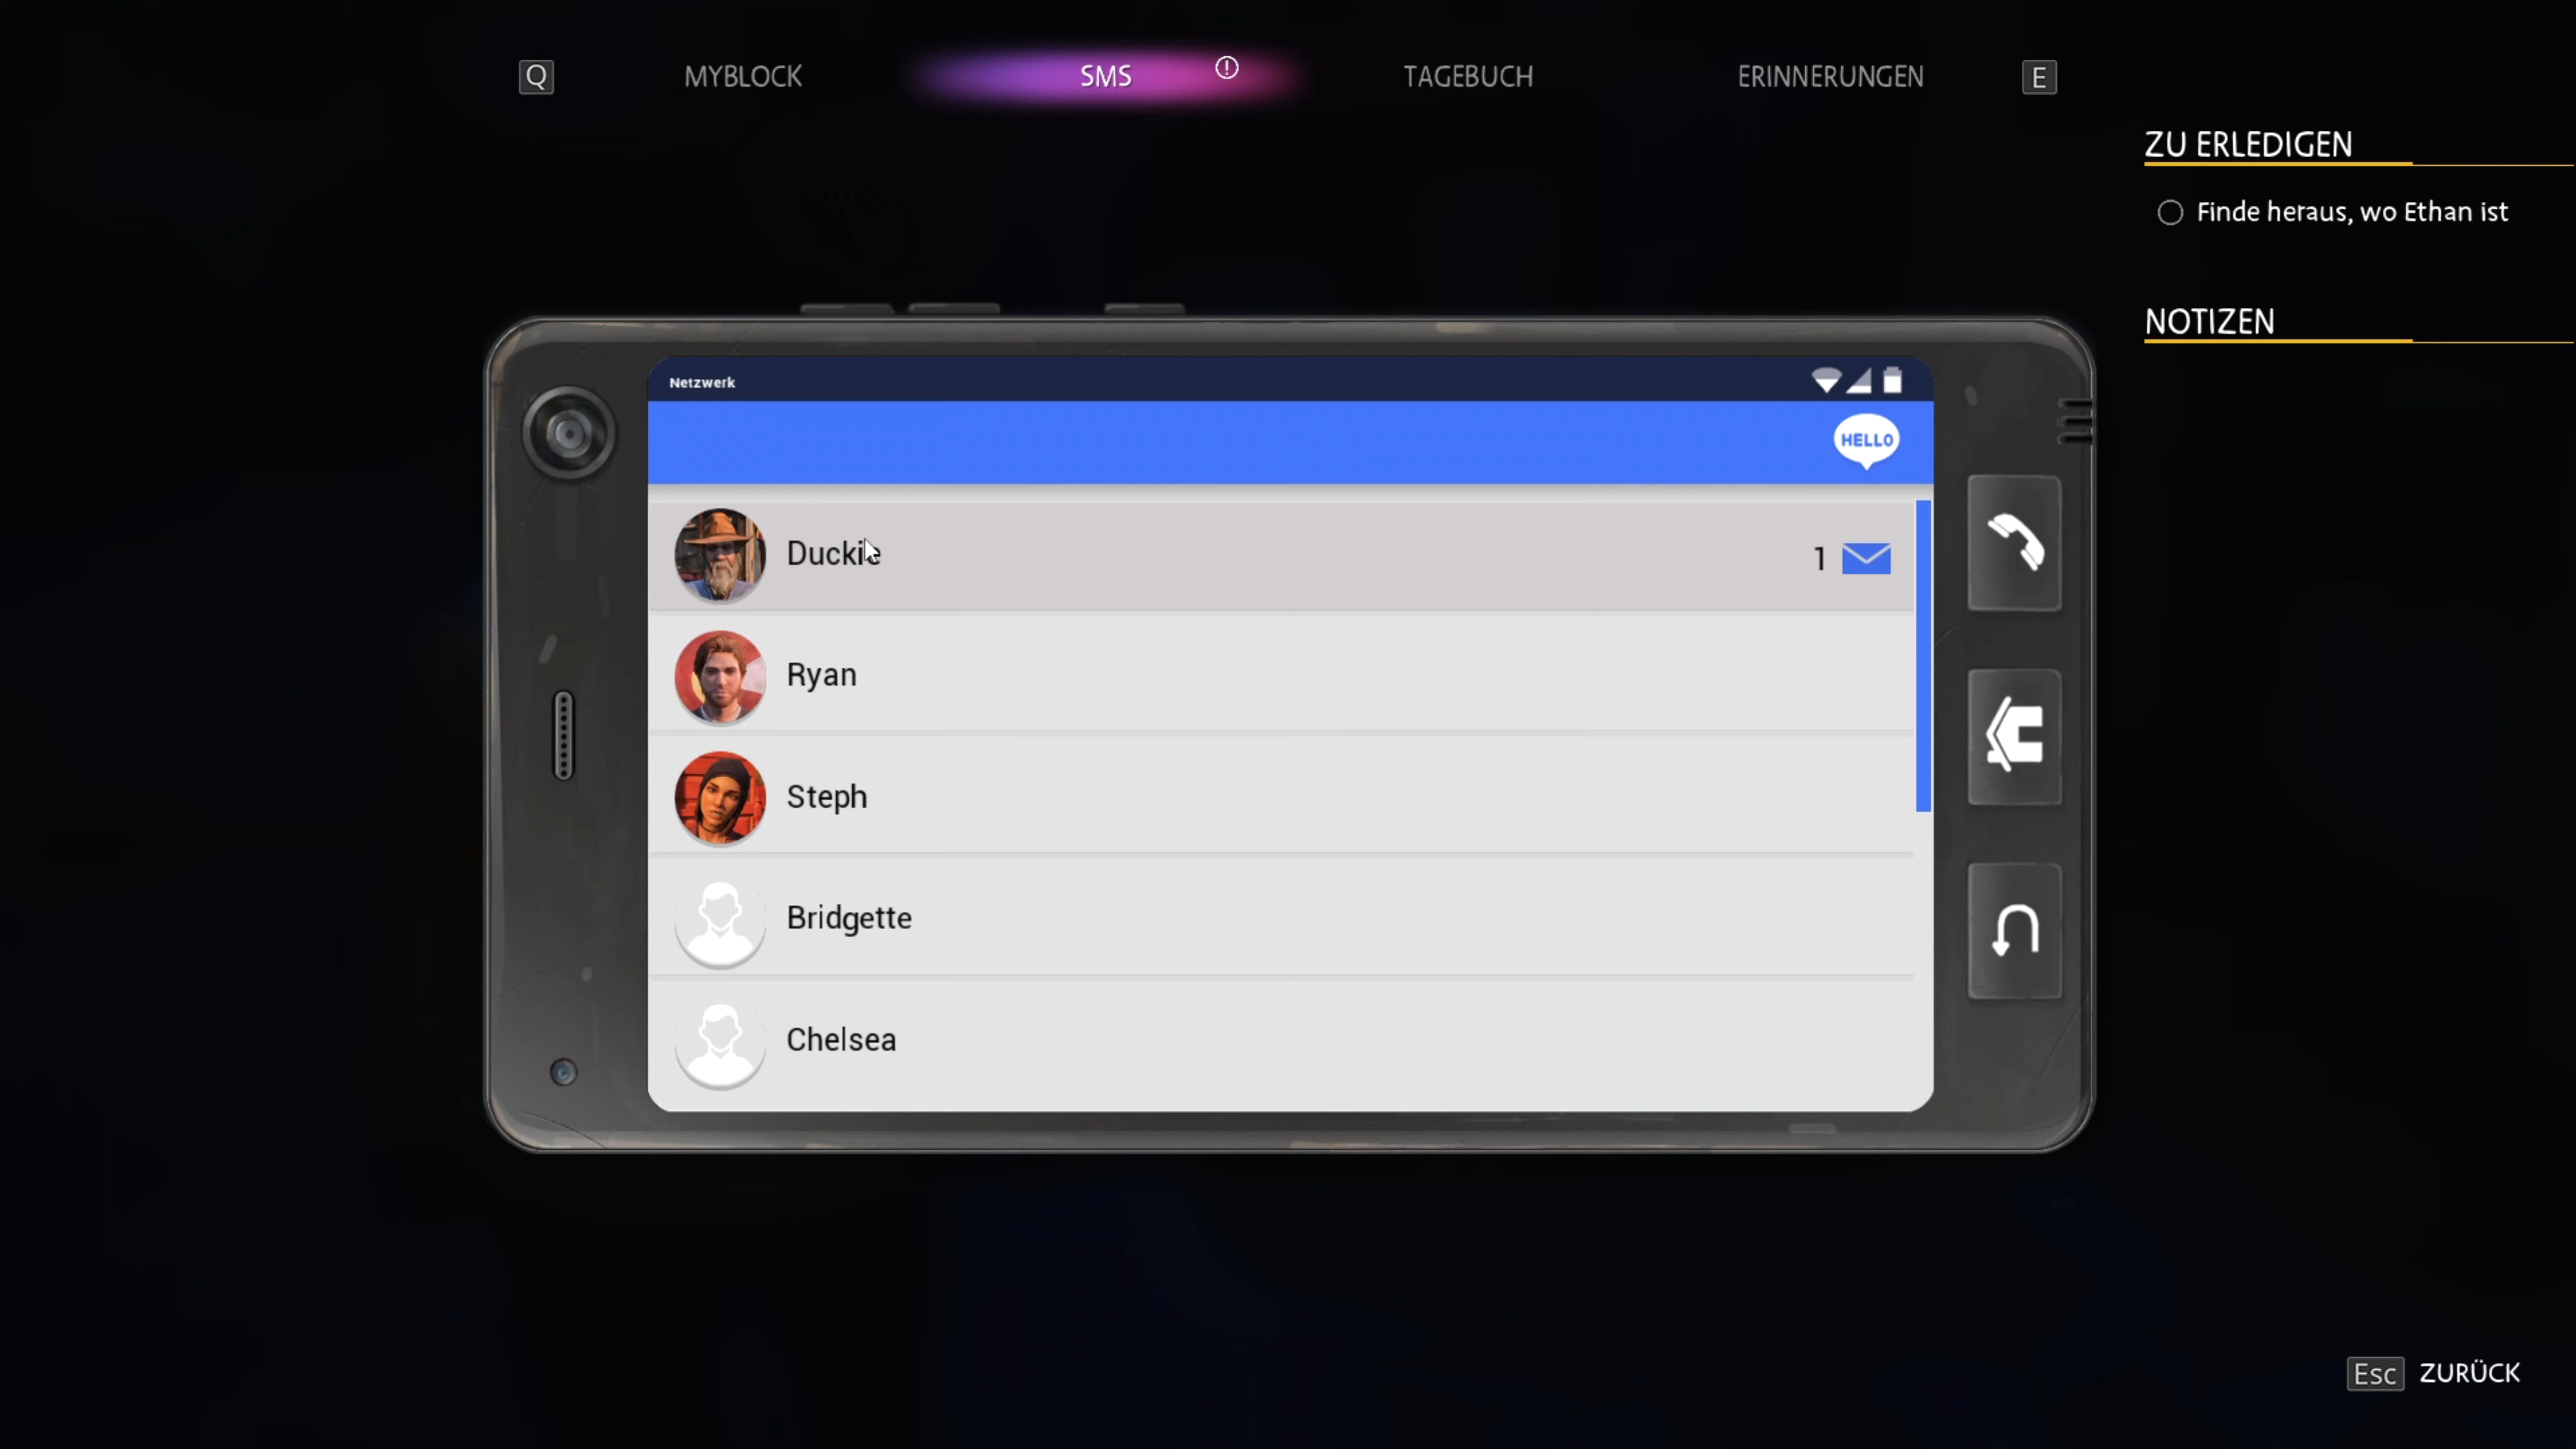 Q
MYBLOCK
SMS
TAGEBUCH
ERINNERUNGEN
E
ZU ERLEDIGEN
Finde heraus, wo Ethan ist
NOTIZEN
Netzwerk
HELLO
Duckie
1
Ryan
Steph
Bridgette
Chelsea
Esc ZURÜCK